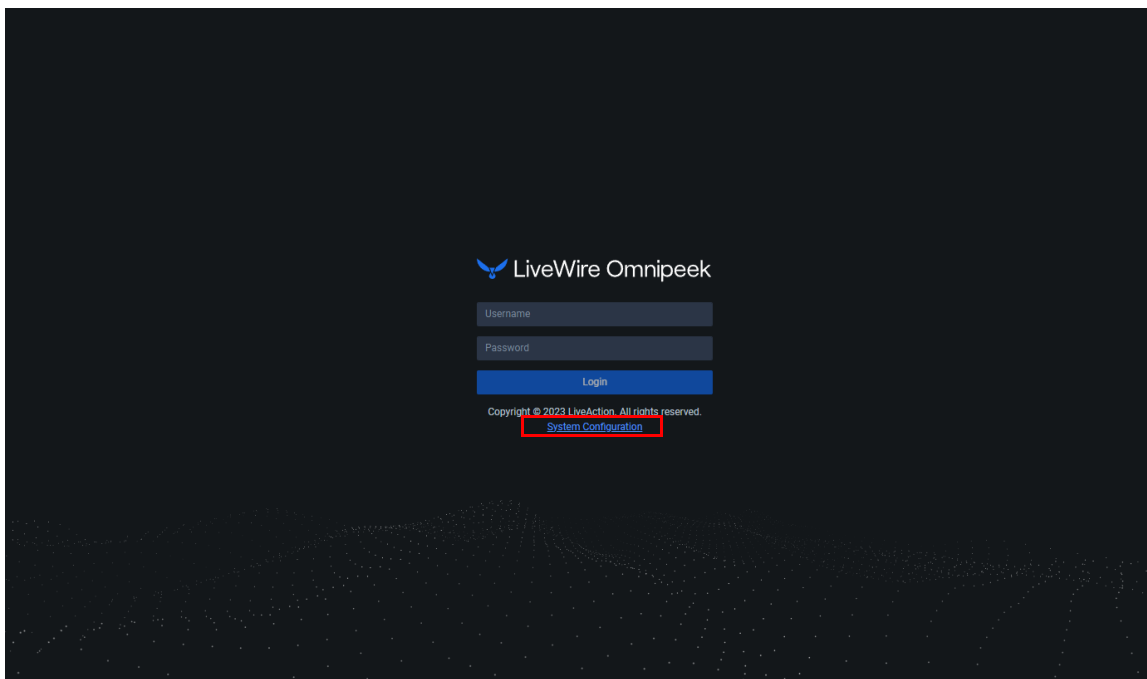 LiveWire Omnipeek
Username
Password
Login
Copyright © 2023 LiveAction. All rights reserved.
System Configuration